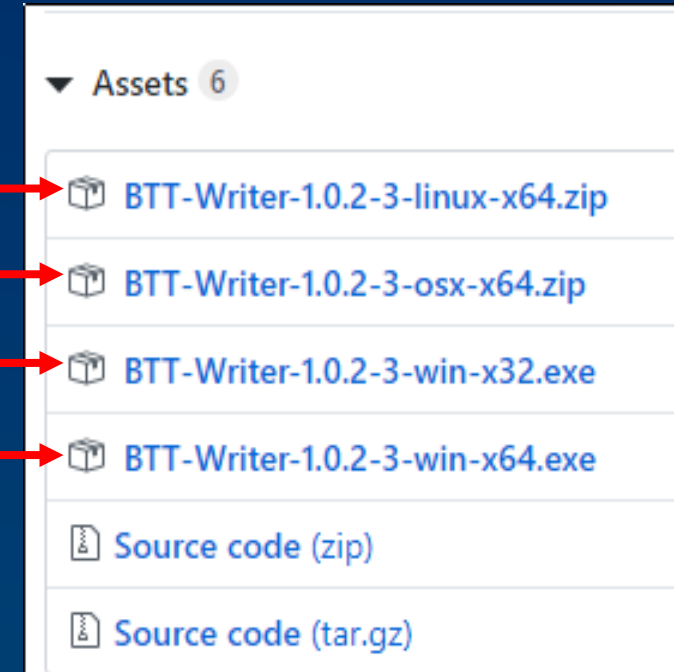 Assets 6
BTT-Writer-1.0.2-3-linux-x64.zip
BTT-Writer-1.0.2-3-osx-x64.zip
BTT-Writer-1.0.2-3-win-x32.exe
BTT-Writer-1.0.2-3-win-x64.exe
Source code (zip)
Source code (tar.gz)